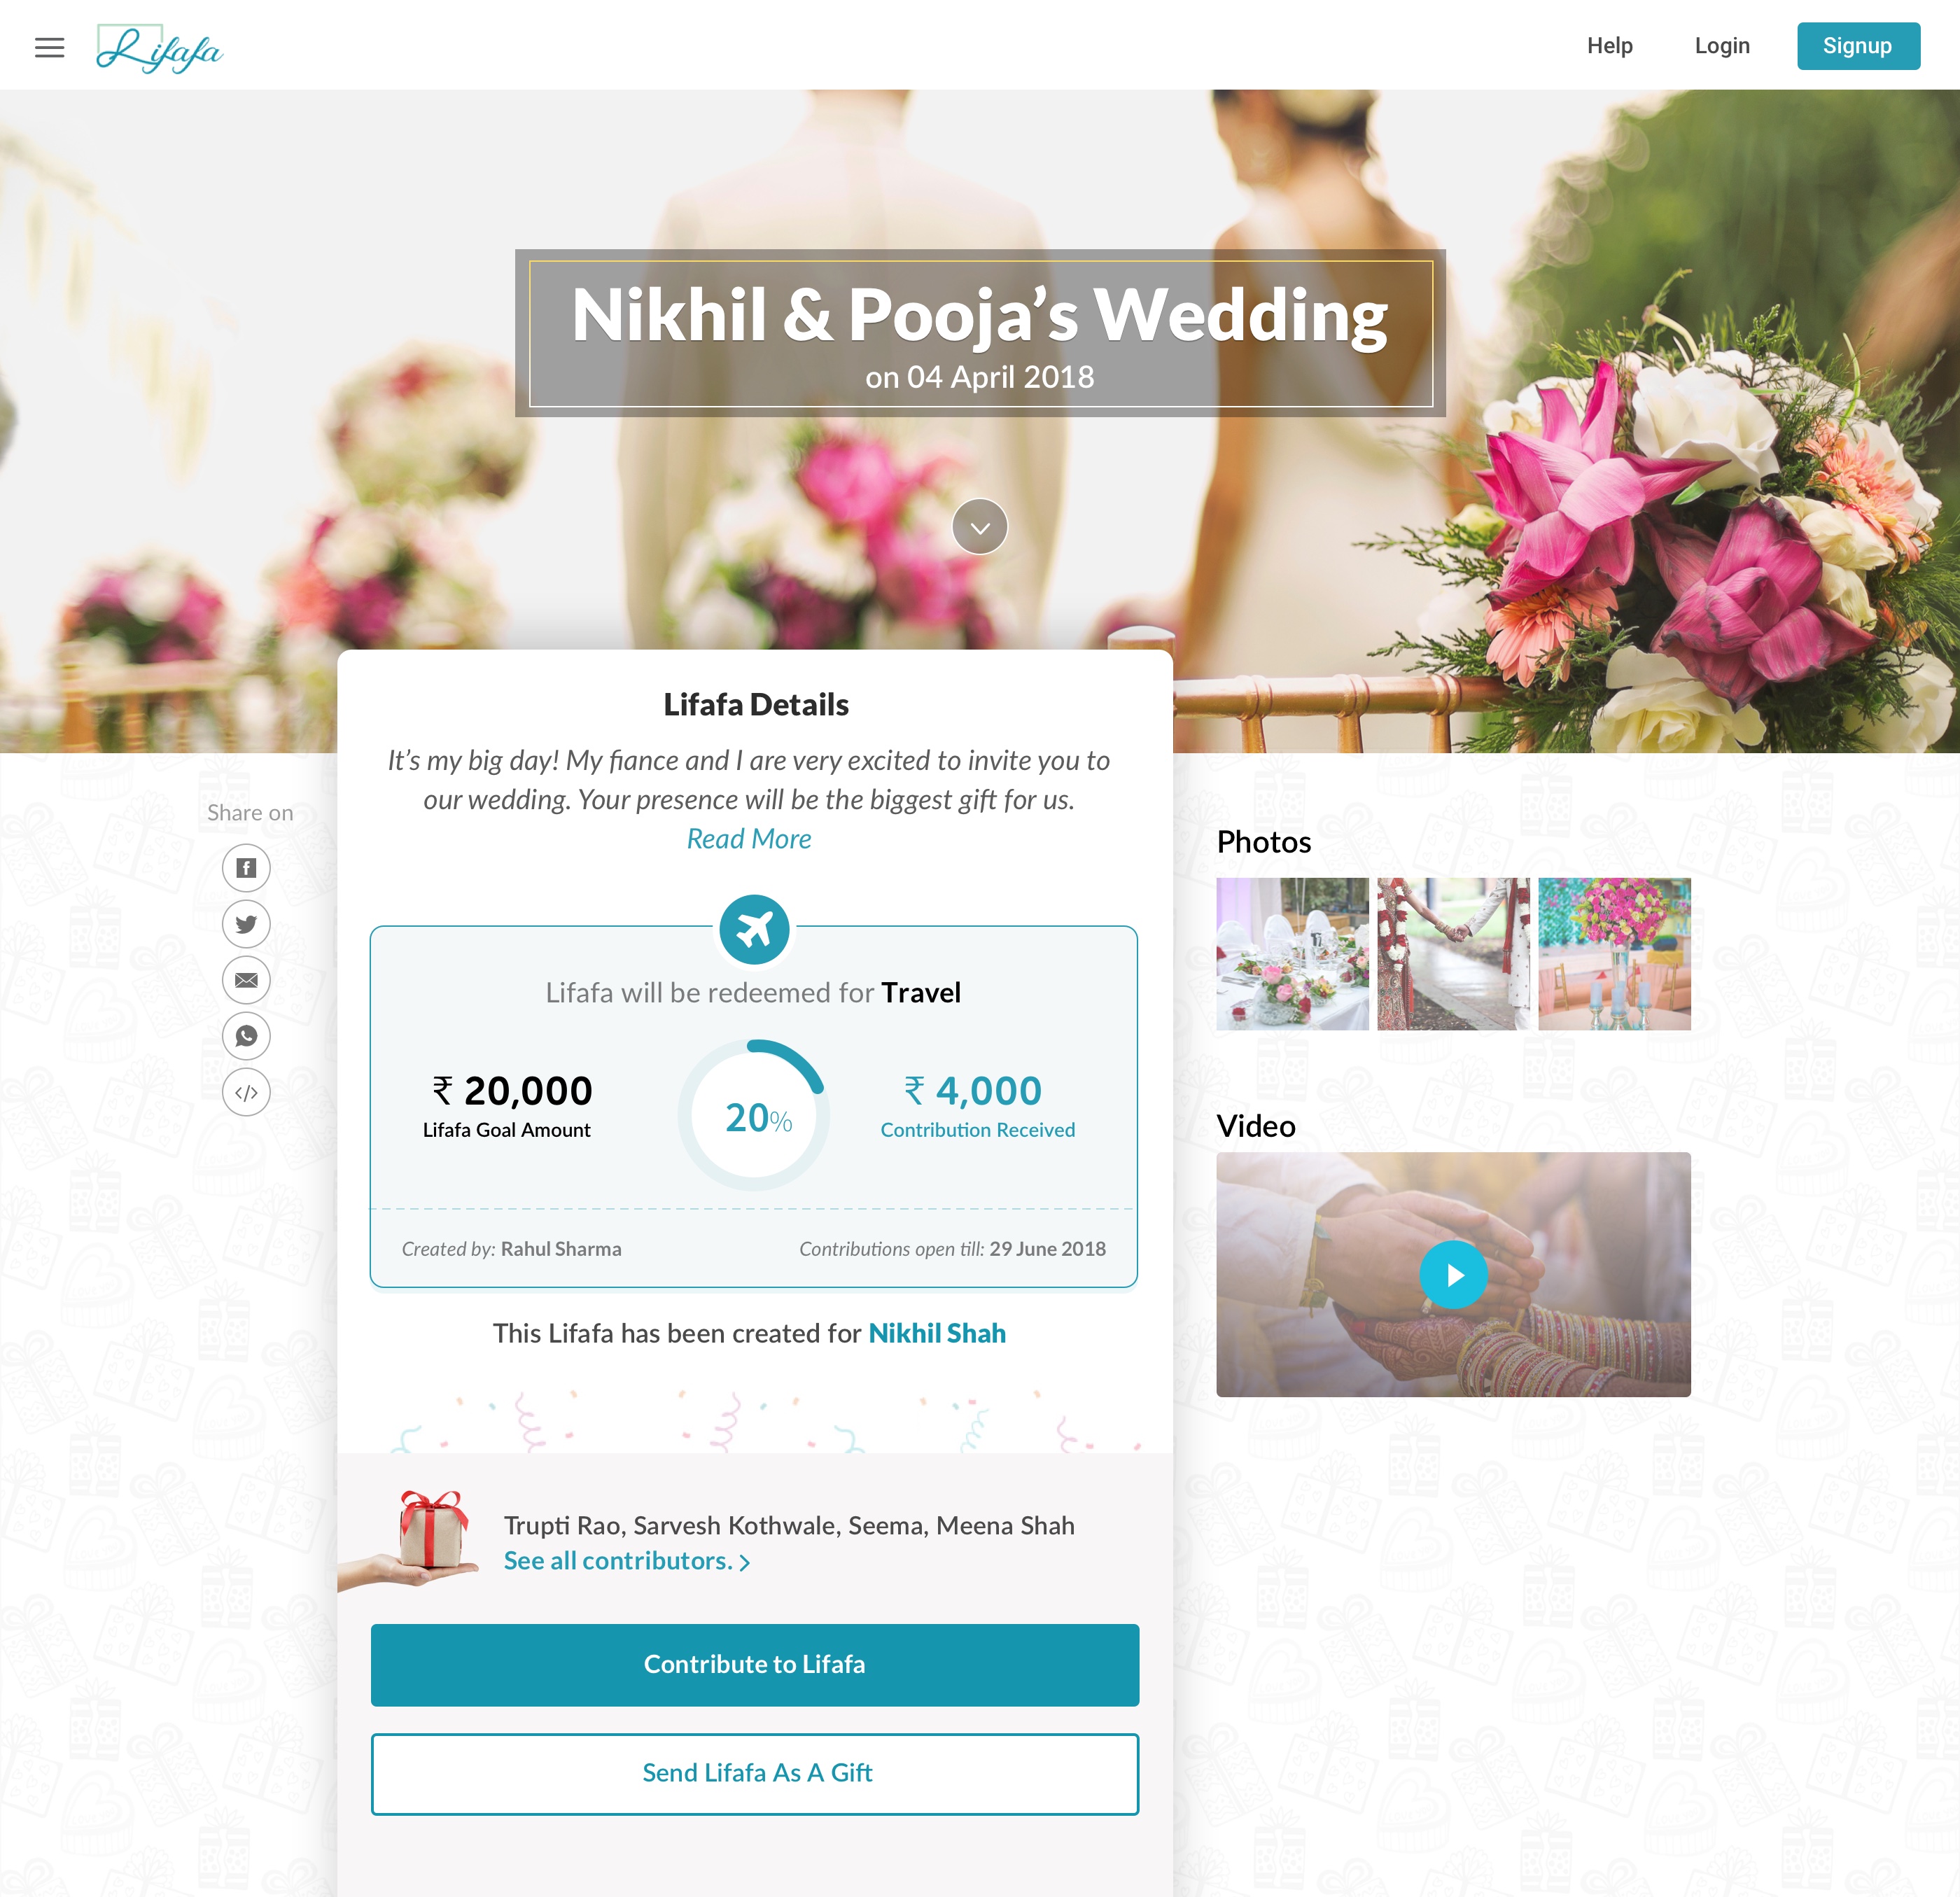 Lifafa
Help
Login
Signup
Nikhil & Pooja’s Wedding
on 04 April 2018
Lifafa Details
It’s my big day! My fiance and I are very excited to invite you to
our wedding. Your presence will be the biggest gift for us.
Read More
Share on
Lifafa will be redeemed for Travel
₹ 20,000
Lifafa Goal Amount
20%
₹ 4,000
Contribution Received
Created by: Rahul Sharma
Contributions open till: 29 June 2018
This Lifafa has been created for Nikhil Shah
Trupti Rao, Sarvesh Kothwale, Seema, Meena Shah
See all contributors.
Contribute to Lifafa
Send Lifafa As A Gift
Photos
Video